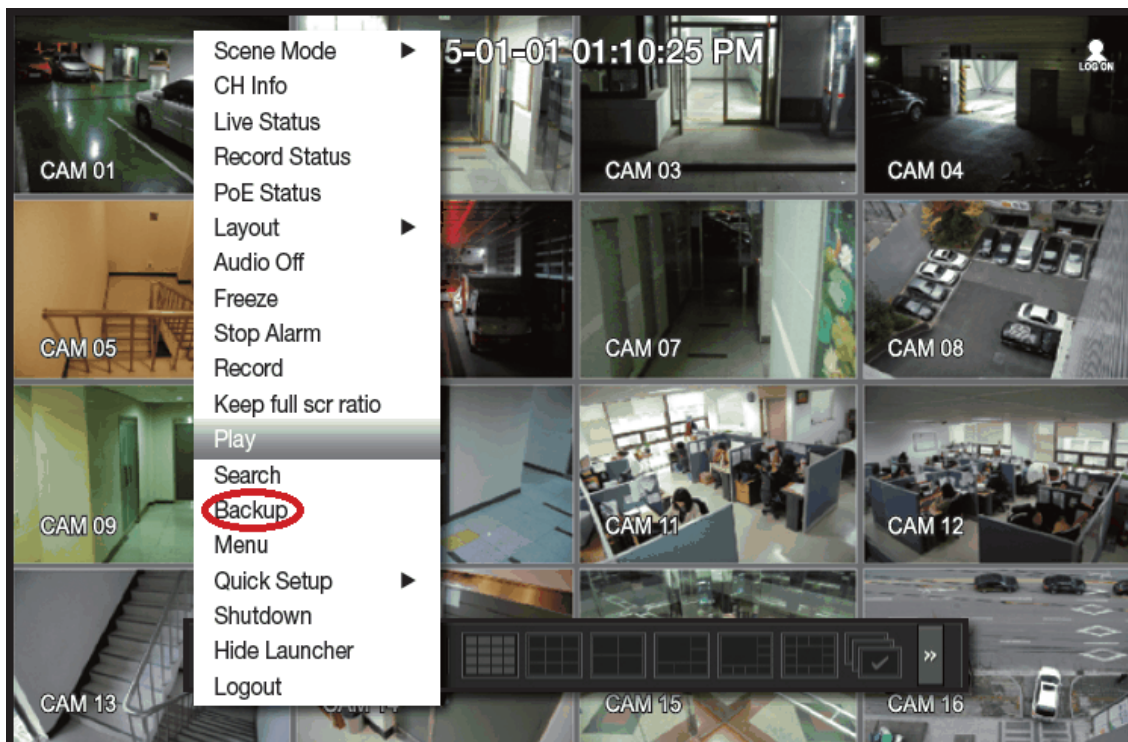 5-01-01 01:10:25 PM
LOG ON
CAM 01
CAM 03
CAM 04
CAM 05
CAM 07
CAM 08
CAM 09
CAM 11
CAM 12
CAM 13
CAM 14
CAM 15
CAM 16
Scene Mode
CH Info
Live Status
Record Status
PoE Status
Layout
Audio Off
Freeze
Stop Alarm
Record
Keep full scr ratio
Play
Search
Backup
Menu
Quick Setup
Shutdown
Hide Launcher
Logout